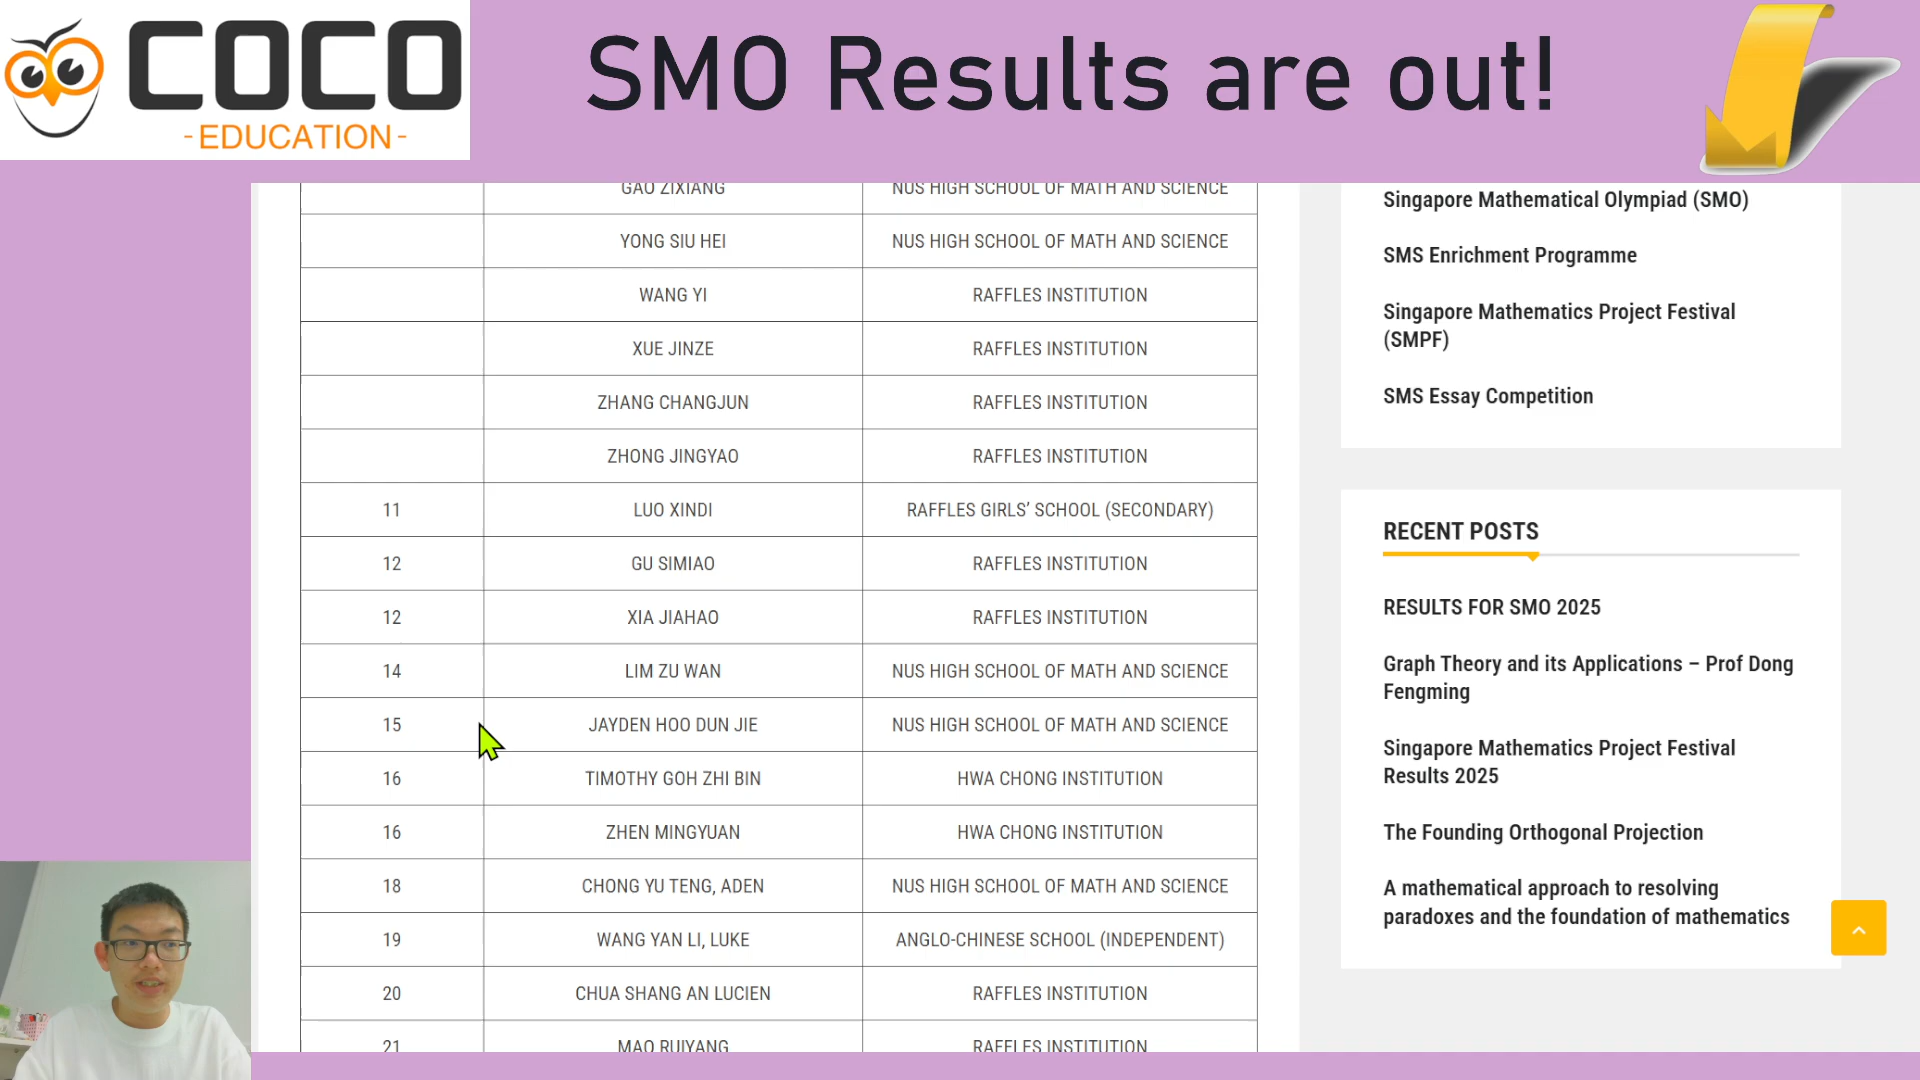 COCO
-EDUCATION-
SMO Results are out!
GAO ZIXIANG NUS HIGH SCHOOL OF MATH AND SCIENCE
YONG SIU HEI NUS HIGH SCHOOL OF MATH AND SCIENCE
WANG YI RAFFLES INSTITUTION
XUE JINZE RAFFLES INSTITUTION
ZHANG CHANGJUN RAFFLES INSTITUTION
ZHONG JINGYAO RAFFLES INSTITUTION
11 LUO XINDI RAFFLES GIRLS’ SCHOOL (SECONDARY)
12 GU SIMIAO RAFFLES INSTITUTION
12 XIA JIAHAO RAFFLES INSTITUTION
14 LIM ZU WAN NUS HIGH SCHOOL OF MATH AND SCIENCE
15 JAYDEN HOO DUN JIE NUS HIGH SCHOOL OF MATH AND SCIENCE
16 TIMOTHY GOH ZHI BIN HWA CHONG INSTITUTION
16 ZHEN MINGYUAN HWA CHONG INSTITUTION
18 CHONG YU TENG, ADEN NUS HIGH SCHOOL OF MATH AND SCIENCE
19 WANG YAN LI, LUKE ANGLO-CHINESE SCHOOL (INDEPENDENT)
20 CHUA SHANG AN LUCIEN RAFFLES INSTITUTION
21 MAO RUIYANG RAFFLES INSTITUTION
Singapore Mathematical Olympiad (SMO)
SMS Enrichment Programme
Singapore Mathematics Project Festival
(SMPF)
SMS Essay Competition
RECENT POSTS
RESULTS FOR SMO 2025
Graph Theory and its Applications – Prof Dong
Fengming
Singapore Mathematics Project Festival
Results 2025
The Founding Orthogonal Projection
A mathematical approach to resolving
paradoxes and the foundation of mathematics